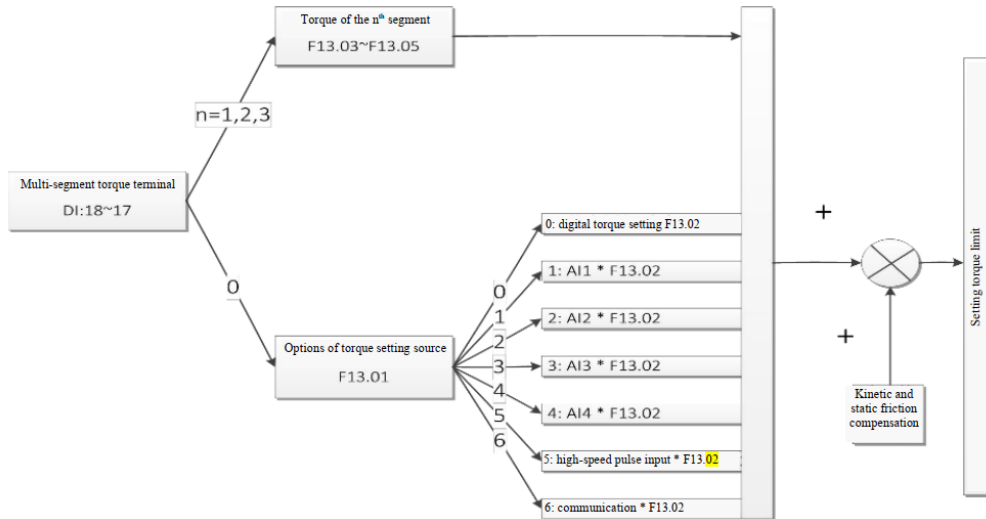 Torque of the nth segment
F13.03~F13.05
n=1,2,3
Multi-segment torque terminal
DI:18~17
0
Options of torque setting source
F13.01
0
1
2
3
4
5
6
0: digital torque setting F13.02
1: AI1 * F13.02
2: AI2 * F13.02
3: AI3 * F13.02
4: AI4 * F13.02
5: high-speed pulse input * F13.02
6: communication * F13.02
+
+
Kinetic and
static friction
compensation
Setting torque limit